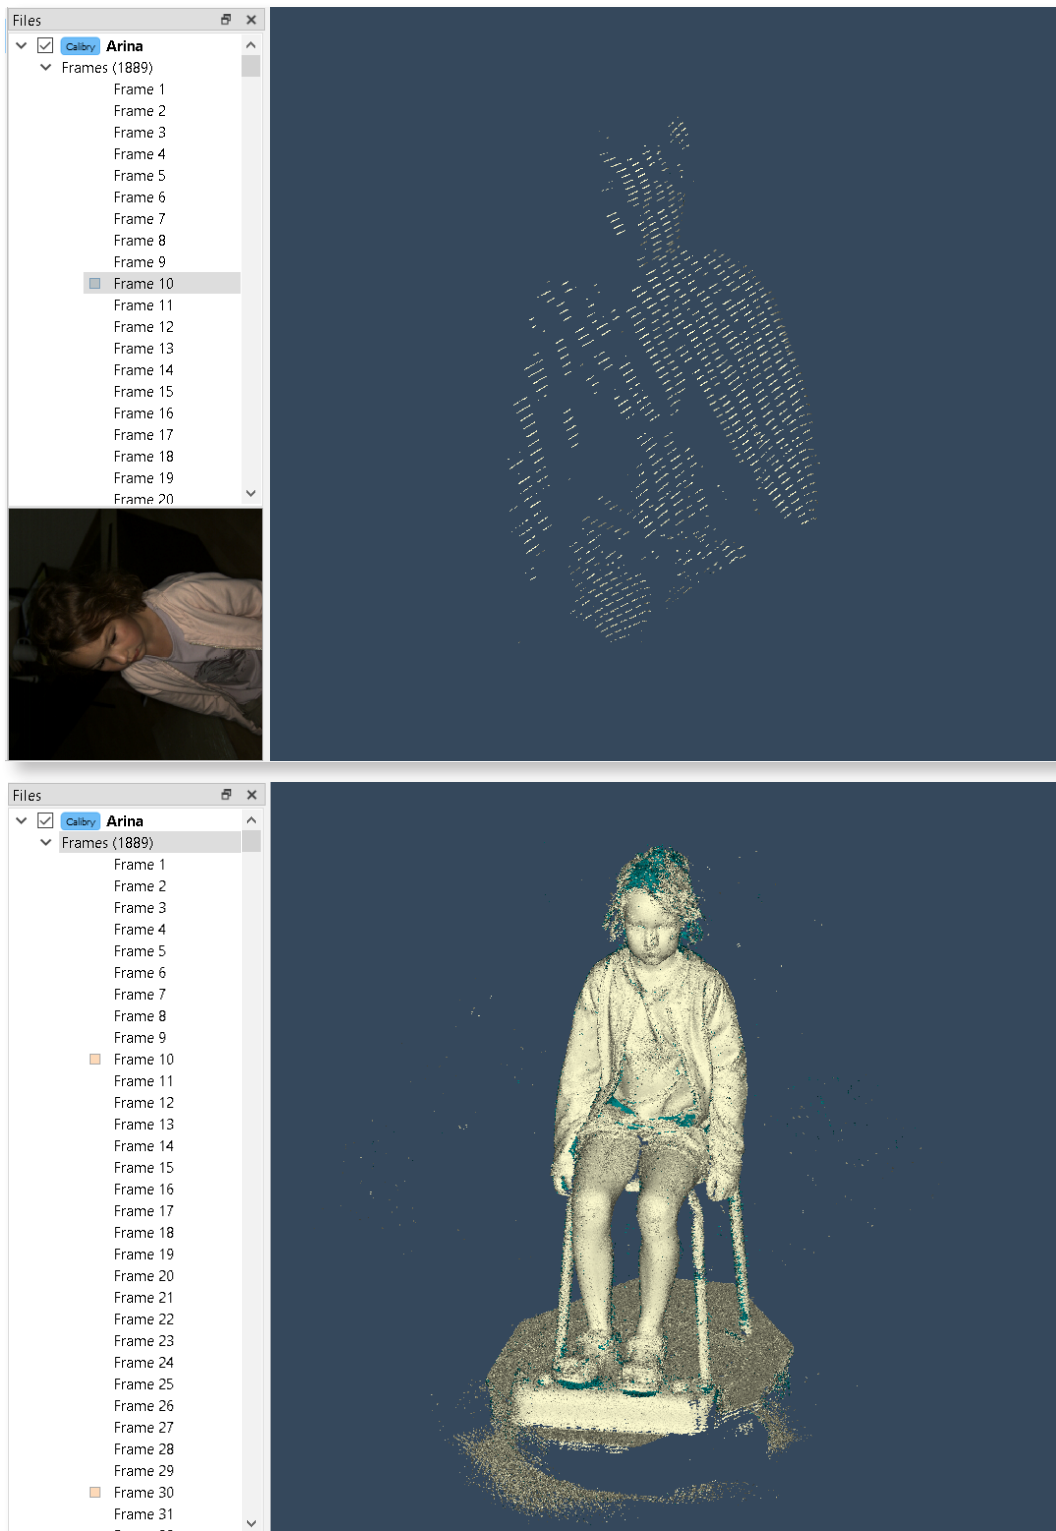 Files
Calibry Arina
Frames (1889)
Frame 1
Frame 2
Frame 3
Frame 4
Frame 5
Frame 6
Frame 7
Frame 8
Frame 9
Frame 10
Frame 11
Frame 12
Frame 13
Frame 14
Frame 15
Frame 16
Frame 17
Frame 18
Frame 19
Frame 20
Files
Calibry Arina
Frames (1889)
Frame 1
Frame 2
Frame 3
Frame 4
Frame 5
Frame 6
Frame 7
Frame 8
Frame 9
Frame 10
Frame 11
Frame 12
Frame 13
Frame 14
Frame 15
Frame 16
Frame 17
Frame 18
Frame 19
Frame 20
Frame 21
Frame 22
Frame 23
Frame 24
Frame 25
Frame 26
Frame 27
Frame 28
Frame 29
Frame 30
Frame 31